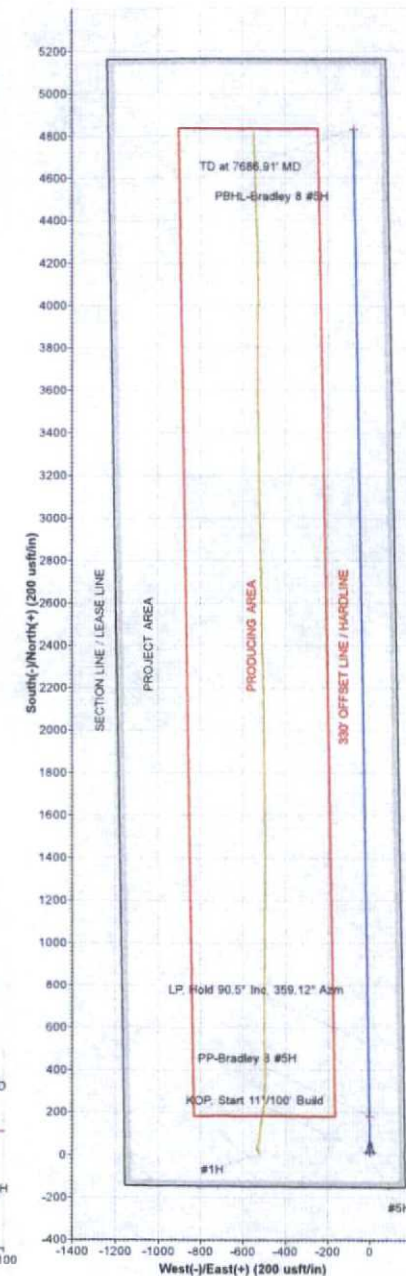 5200
5000
4800
TD at 7686.91' MD
4600
PBHL-Bradley 8 #5H
4400
4200
4000
3800
3600
3400
3200
3000
2800
2600
2400
2200
2000
1800
1600
1400
1200
1000
800
600
400
200
0
-200
-400
South(-)/North(+) (200 usft/in)
SECTION LINE / LEASE LINE
PROJECT AREA
PRODUCING AREA
330' OFFSET LINE / HARDLINE
LP, Hold 90.5° Inc, 359.12° Azm
PP-Bradley 8 #5H
KOP, Start 11°/100' Build
#1H
#5H
-1400 -1200 -1000 -800 -600 -400 -200 0
West(-)/East(+) (200 usft/in)